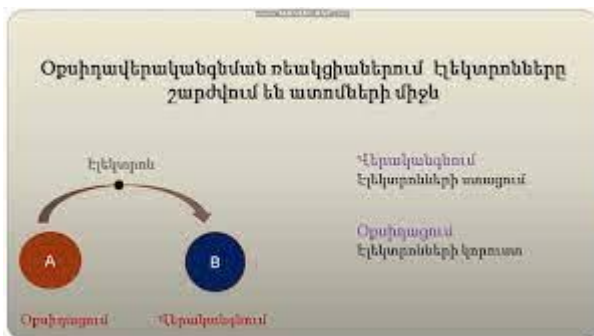 Օքսիդավերականգնման ռեակցիաներում էլեկտրոնները
շարժվում են ատոմների միջև
Էլեկտրոն
A
B
Օքսիդացում
Վերականգնում
Վերականգնում
Էլեկտրոնների ստացում
Օքսիդացում
Էլեկտրոնների կորուստ